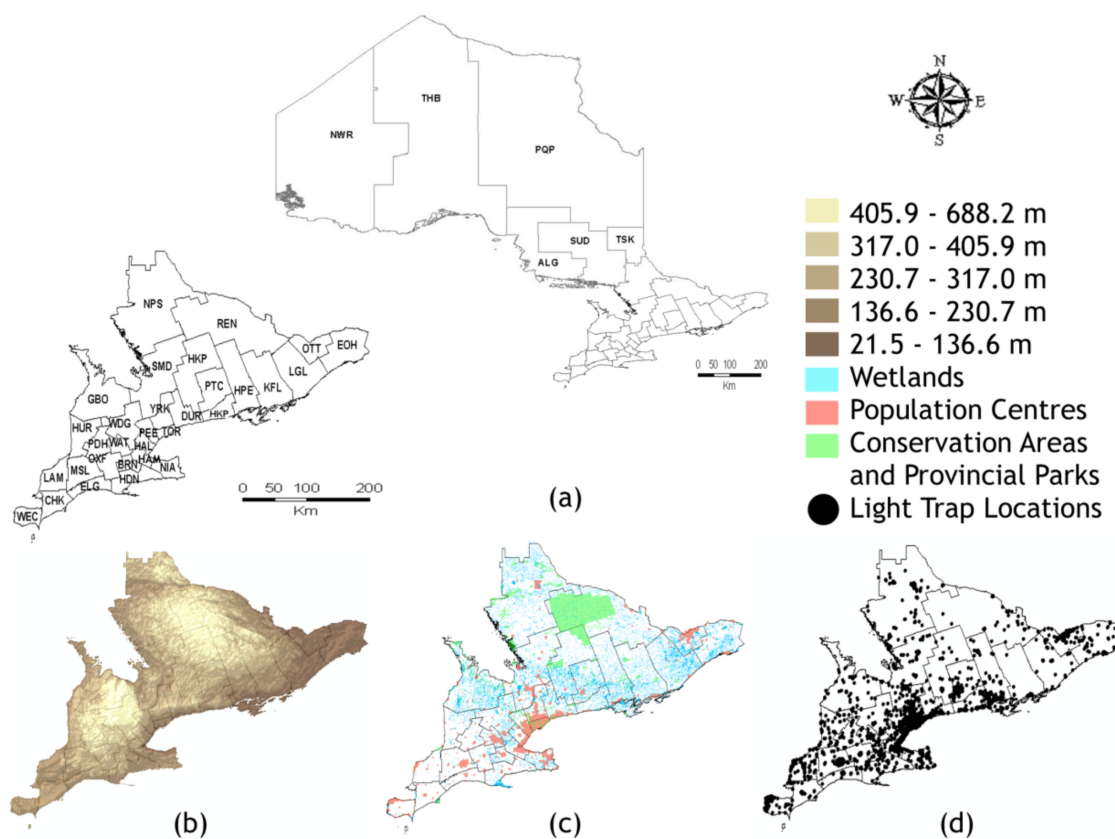 N
W E
S
THB
NWR
PQP
SUD
TSK
ALG
0 50 100 200
Km
NPS
REN
OTT
EOH
SMD
HKP
LGL
PTC
HPE
KFL
GBO
YRK
DUR
HKP
HUR
WDG
PEE
TOR
PDH
WAT
HAL
OXF
HAM
LAM
MSL
BRN
NIA
ELG
HDN
CHK
WEC
0 50 100 200
Km
(a)
405.9 - 688.2 m
317.0 - 405.9 m
230.7 - 317.0 m
136.6 - 230.7 m
21.5 - 136.6 m
Wetlands
Population Centres
Conservation Areas
and Provincial Parks
Light Trap Locations
(b)
(c)
(d)